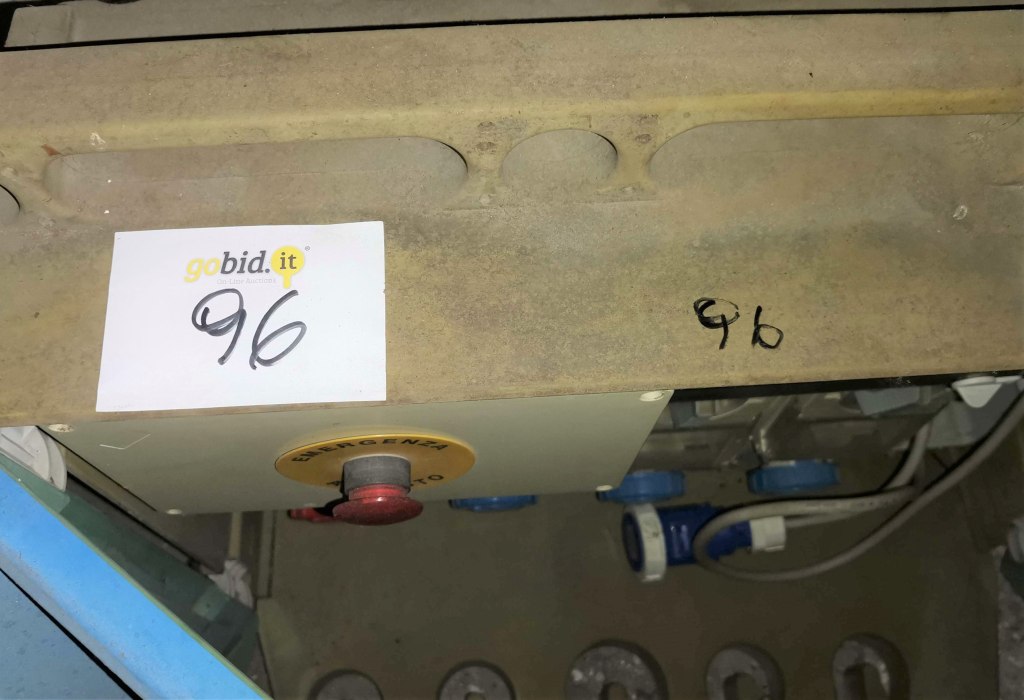 gobid.it®
On-Line Auctions
96
96
EMERGENZA